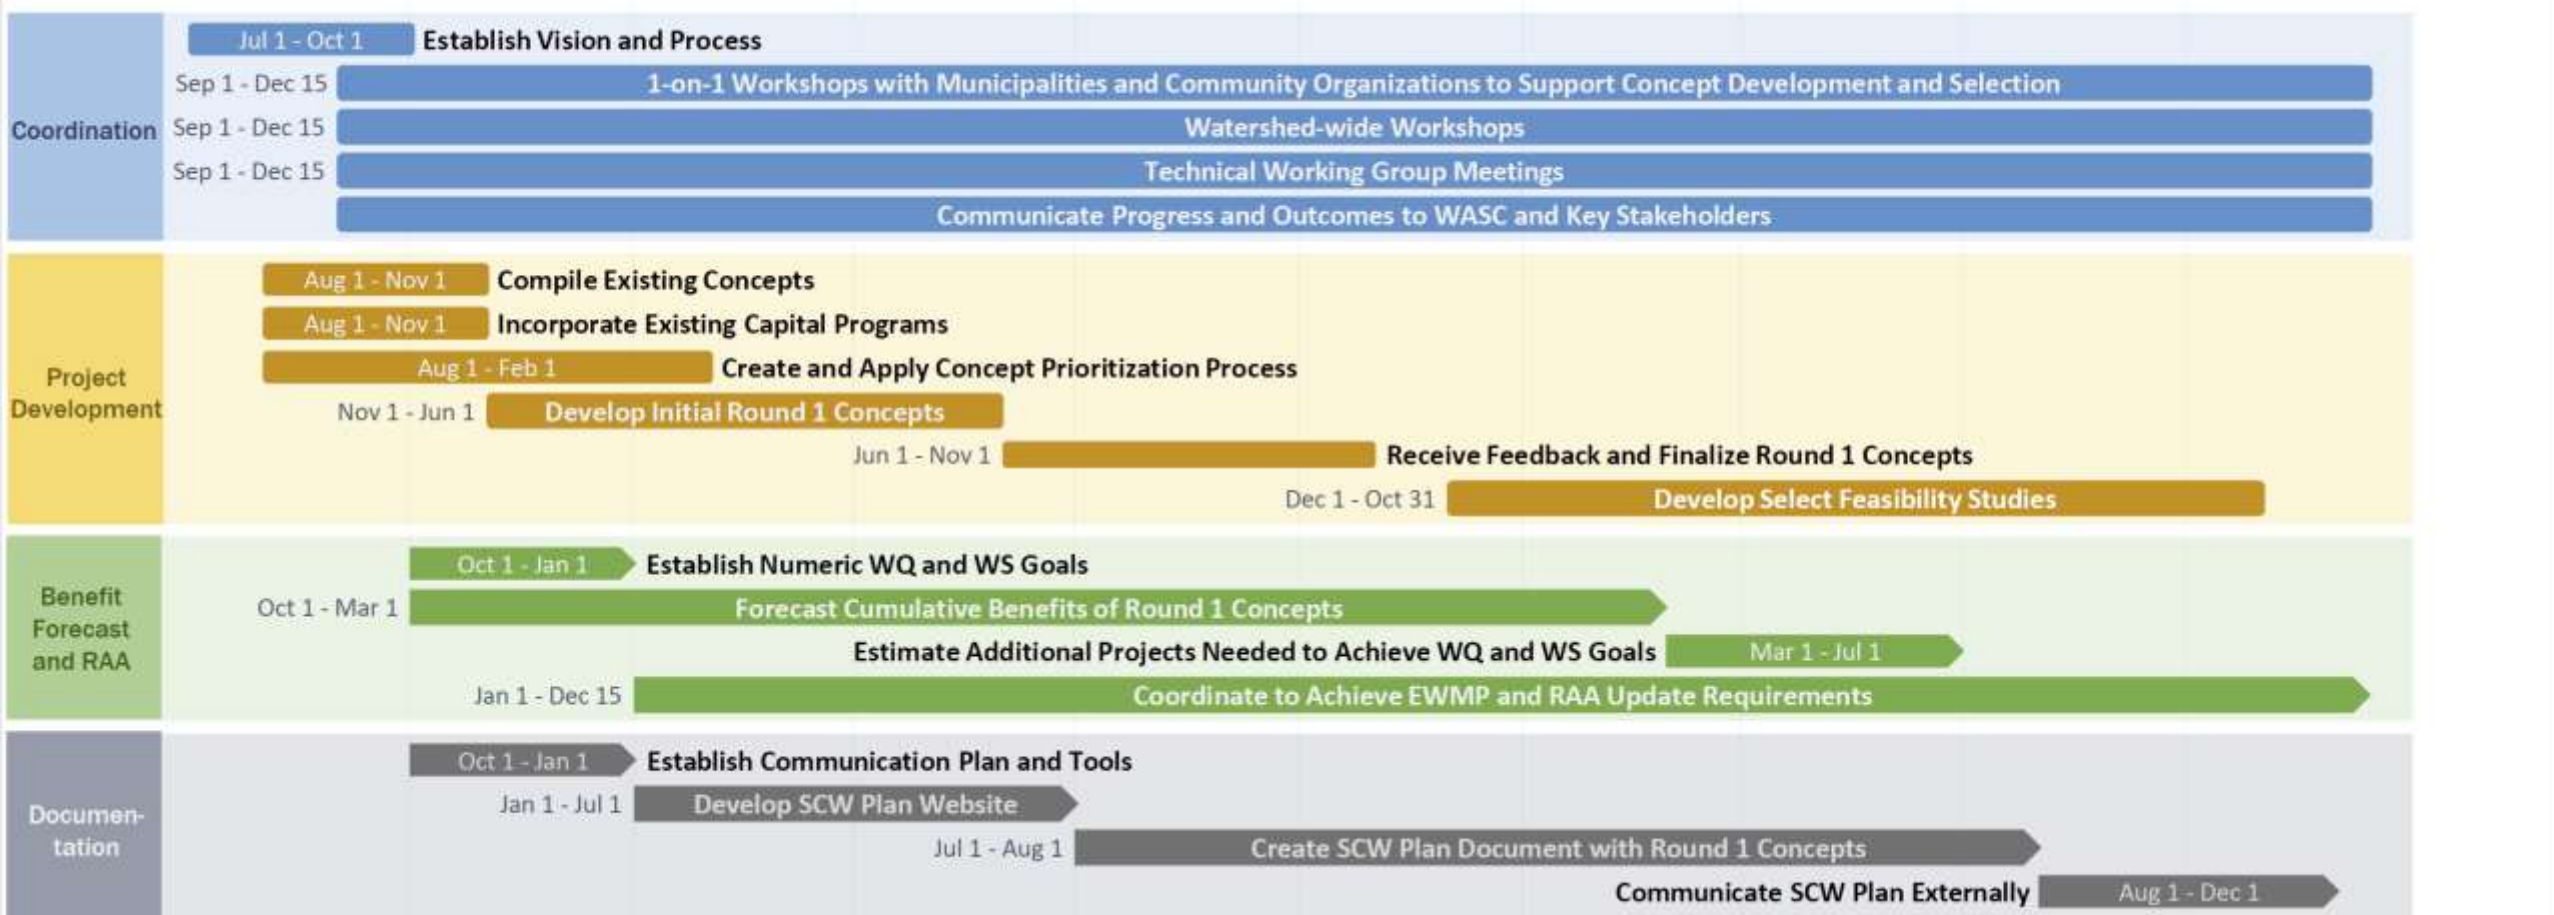 Coordination
Jul 1 - Oct 1 Establish Vision and Process
Sep 1 - Dec 15 1-on-1 Workshops with Municipalities and Community Organizations to Support Concept Development and Selection
Sep 1 - Dec 15 Watershed-wide Workshops
Sep 1 - Dec 15 Technical Working Group Meetings
Communicate Progress and Outcomes to WASC and Key Stakeholders
Project
Development
Aug 1 - Nov 1 Compile Existing Concepts
Aug 1 - Nov 1 Incorporate Existing Capital Programs
Aug 1 - Feb 1 Create and Apply Concept Prioritization Process
Nov 1 - Jun 1 Develop Initial Round 1 Concepts
Jun 1 - Nov 1 Receive Feedback and Finalize Round 1 Concepts
Dec 1 - Oct 31 Develop Select Feasibility Studies
Benefit
Forecast
and RAA
Oct 1 - Jan 1 Establish Numeric WQ and WS Goals
Oct 1 - Mar 1 Forecast Cumulative Benefits of Round 1 Concepts
Estimate Additional Projects Needed to Achieve WQ and WS Goals Mar 1 - Jul 1
Jan 1 - Dec 15 Coordinate to Achieve EWMP and RAA Update Requirements
Documen-
tation
Oct 1 - Jan 1 Establish Communication Plan and Tools
Jan 1 - Jul 1 Develop SCW Plan Website
Jul 1 - Aug 1 Create SCW Plan Document with Round 1 Concepts
Communicate SCW Plan Externally Aug 1 - Dec 1